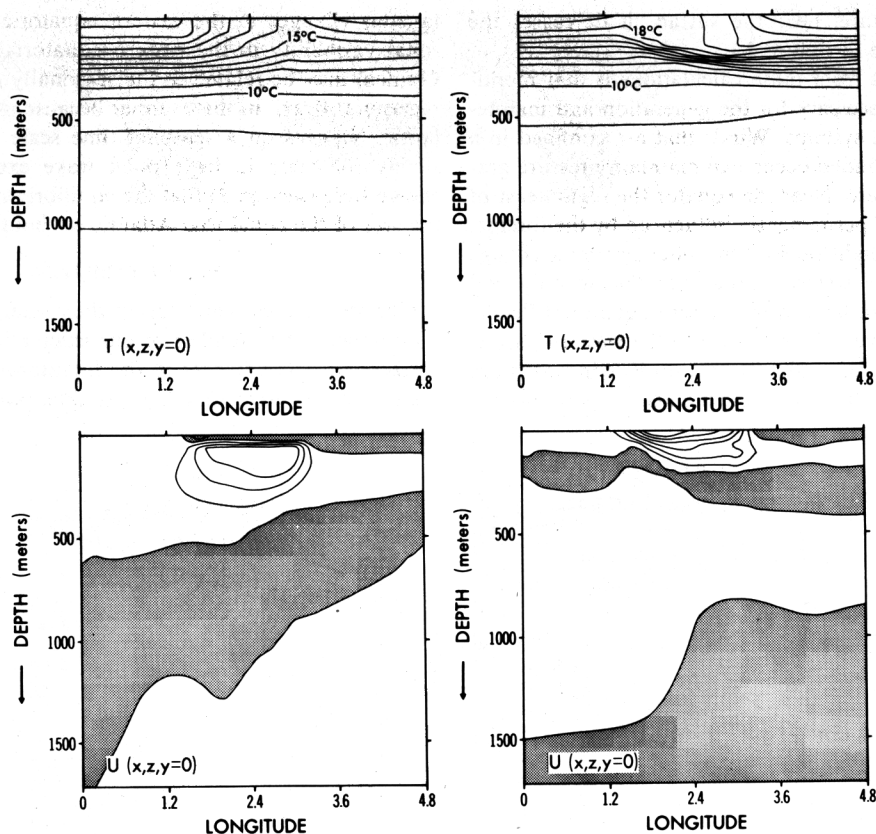 15°C
10°C
500
1000
1500
DEPTH (meters)
T (x,z,y=0)
0 1.2 2.4 3.6 4.8
LONGITUDE
18°C
10°C
0
500
1000
1500
DEPTH (meters)
T (x,z,y=0)
0 1.2 2.4 3.6 4.8
LONGITUDE
0
500
1000
1500
DEPTH (meters)
U (x,z,y=0)
0 1.2 2.4 3.6 4.8
LONGITUDE
0
500
1000
1500
DEPTH (meters)
U (x,z,y=0)
0 1.2 2.4 3.6 4.8
LONGITUDE